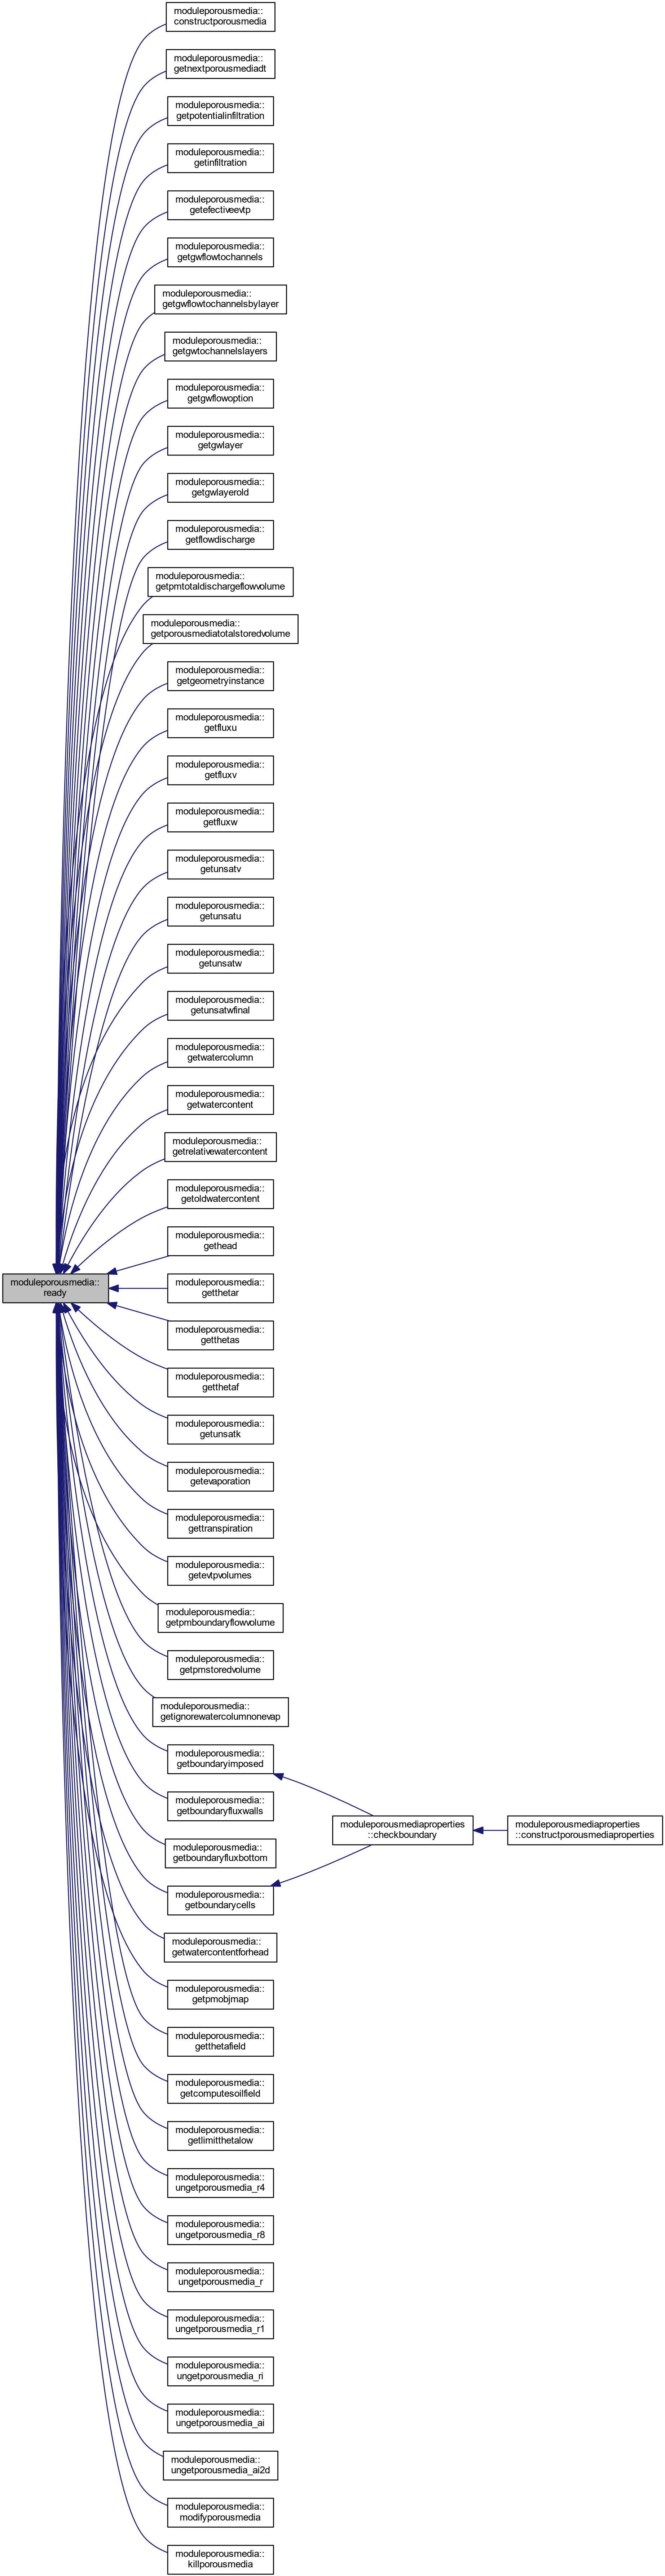 moduleporousmedia::
constructporousmedia
moduleporousmedia::
getnextporousmediadt
moduleporousmedia::
getpotentialinfiltration
moduleporousmedia::
getinfiltration
moduleporousmedia::
getefectiveevtp
moduleporousmedia::
getgwflowtochannels
moduleporousmedia::
getgwflowtochannelsbylayer
moduleporousmedia::
getgwtochannelslayers
moduleporousmedia::
getgwflowoption
moduleporousmedia::
getgwlayer
moduleporousmedia::
getgwlayerold
moduleporousmedia::
getflowdischarge
moduleporousmedia::
getpmtotaldischargeflowvolume
moduleporousmedia::
getporousmediatotalstoredvolume
moduleporousmedia::
getgeometryinstance
moduleporousmedia::
getfluxu
moduleporousmedia::
getfluxv
moduleporousmedia::
getfluxw
moduleporousmedia::
getunsatv
moduleporousmedia::
getunsatu
moduleporousmedia::
getunsatw
moduleporousmedia::
getunsatwfinal
moduleporousmedia::
getwatercolumn
moduleporousmedia::
getwatercontent
moduleporousmedia::
getrelativewatercontent
moduleporousmedia::
getoldwatercontent
moduleporousmedia::
gethead
moduleporousmedia::
ready
moduleporousmedia::
getthetar
moduleporousmedia::
getthetas
moduleporousmedia::
getthetaf
moduleporousmedia::
getunsatk
moduleporousmedia::
getevaporation
moduleporousmedia::
gettranspiration
moduleporousmedia::
getevtpvolumes
moduleporousmedia::
getpmboundaryflowvolume
moduleporousmedia::
getpmstoredvolume
moduleporousmedia::
getignorewatercolumnonevap
moduleporousmedia::
getboundaryimposed
moduleporousmedia::
getboundaryfluxwalls
moduleporousmediaproperties
::checkboundary
moduleporousmediaproperties
::constructporousmediaproperties
moduleporousmedia::
getboundaryfluxbottom
moduleporousmedia::
getboundarycells
moduleporousmedia::
getwatercontentforhead
moduleporousmedia::
getpmobjmap
moduleporousmedia::
getthetafield
moduleporousmedia::
getcomputesoilfield
moduleporousmedia::
getlimitthetalow
moduleporousmedia::
ungetporousmedia_r4
moduleporousmedia::
ungetporousmedia_r8
moduleporousmedia::
ungetporousmedia_r
moduleporousmedia::
ungetporousmedia_r1
moduleporousmedia::
ungetporousmedia_ri
moduleporousmedia::
ungetporousmedia_ai
moduleporousmedia::
ungetporousmedia_ai2d
moduleporousmedia::
modifyporousmedia
moduleporousmedia::
killporousmedia